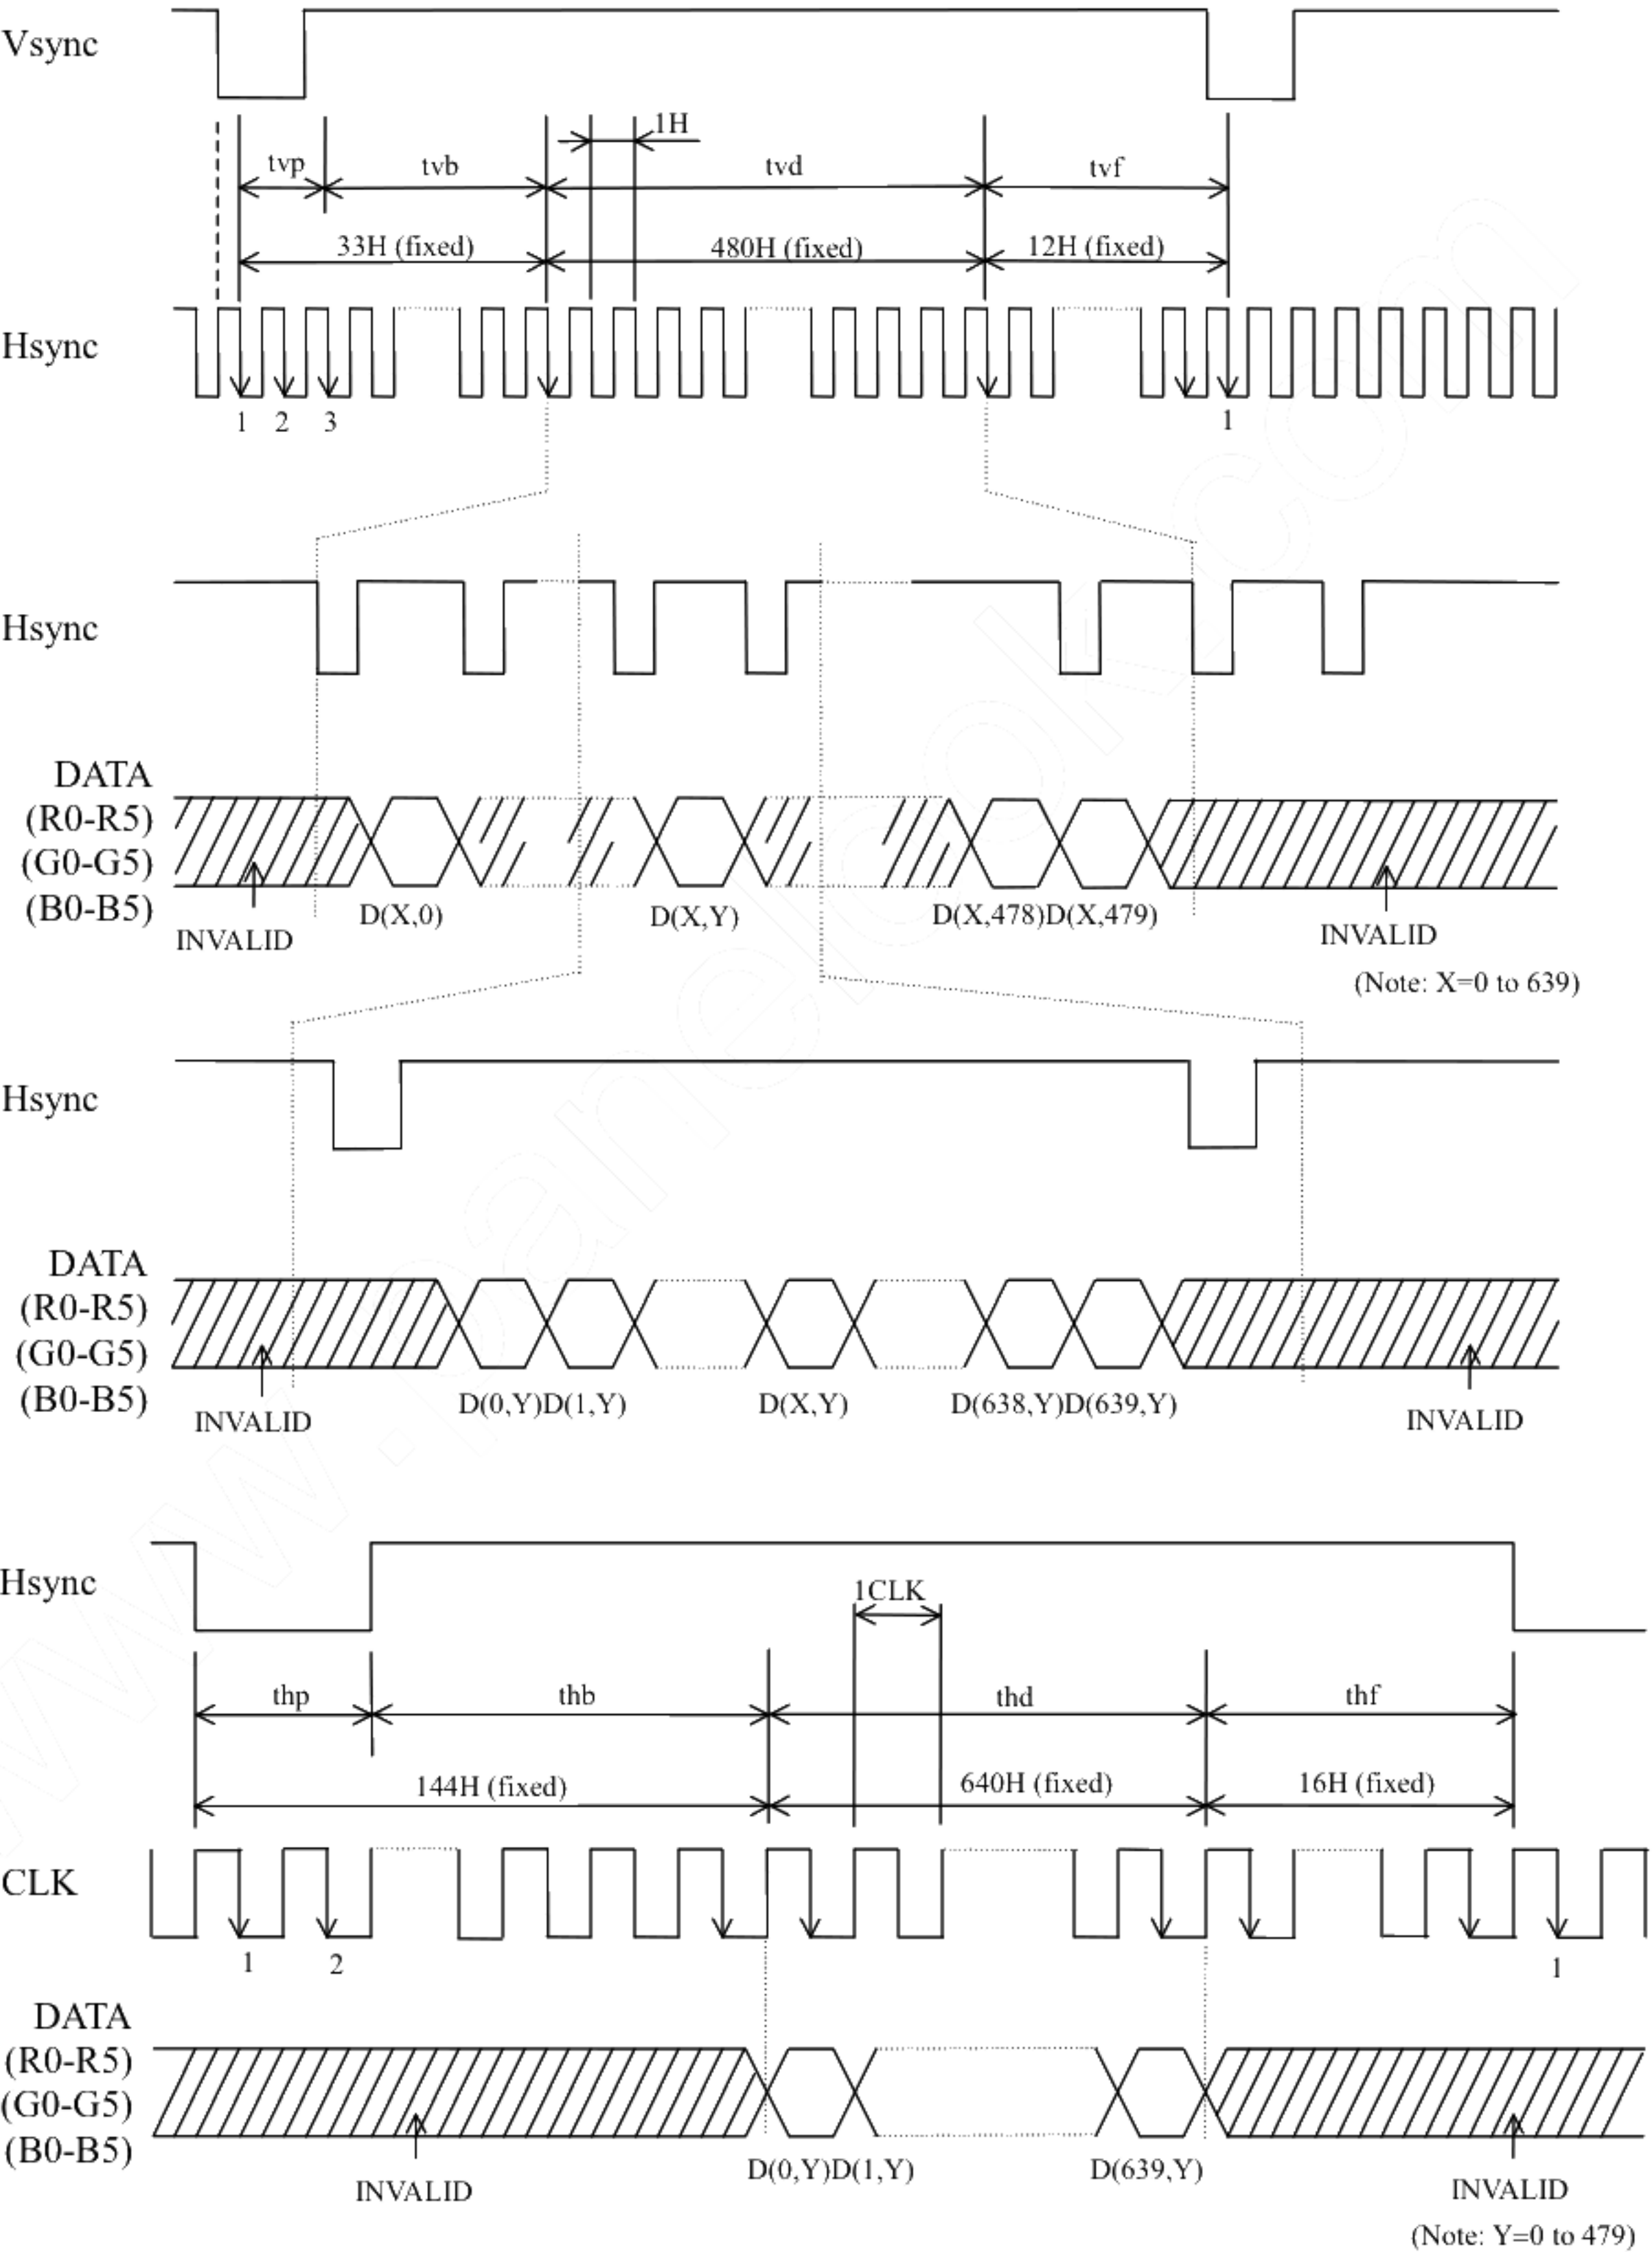 Vsync
1H
tvp tvb tvd tvf
33H (fixed) 480H (fixed) 12H (fixed)
Hsync
1 2 3 1
Hsync
DATA
(R0-R5)
(G0-G5)
(B0-B5)
D(X,0) D(X,Y) D(X,478)D(X,479)
INVALID INVALID
(Note: X=0 to 639)
Hsync
DATA
(R0-R5)
(G0-G5)
(B0-B5)
D(0,Y)D(1,Y) D(X,Y) D(638,Y)D(639,Y)
INVALID INVALID
Hsync
1CLK
thp thb thd thf
144H (fixed) 640H (fixed) 16H (fixed)
CLK
1 2 1
DATA
(R0-R5)
(G0-G5)
(B0-B5)
D(0,Y)D(1,Y) D(639,Y)
INVALID INVALID
(Note: Y=0 to 479)
www.panelook.com